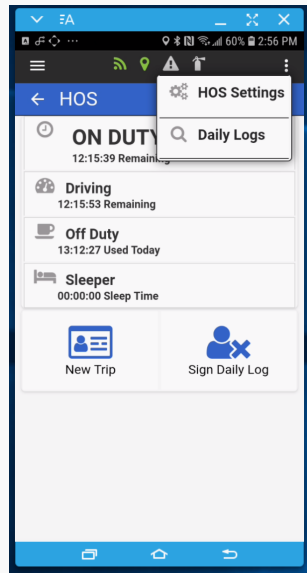 ΞA
60% 2:56 PM
HOS
HOS Settings
Daily Logs
ON DUTY
12:15:39 Remaining
Driving
12:15:53 Remaining
Off Duty
13:12:27 Used Today
Sleeper
00:00:00 Sleep Time
New Trip
Sign Daily Log